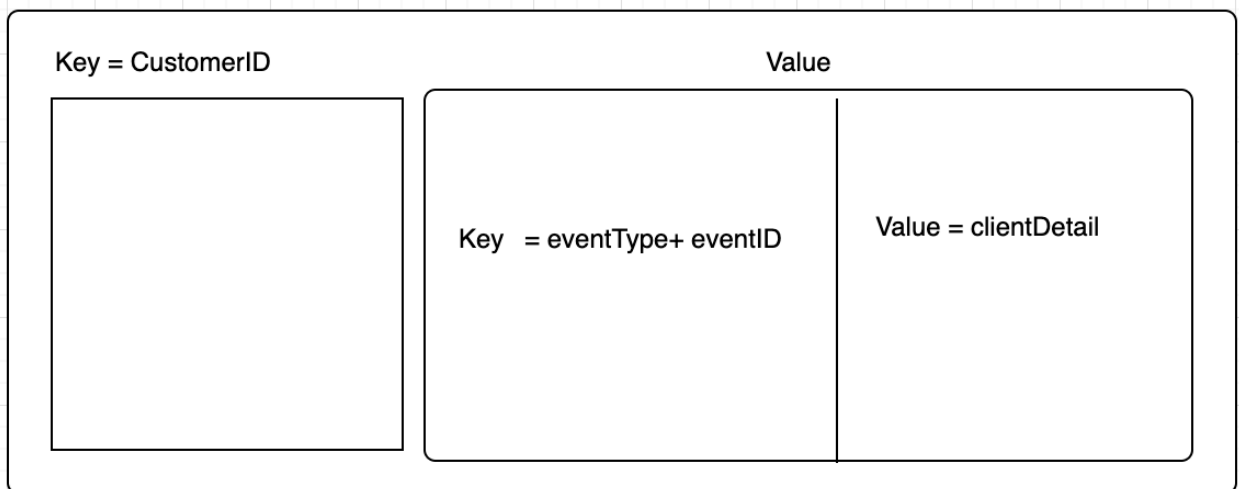 Key = CustomerID
Value
Key = eventType+ eventID
Value = clientDetail